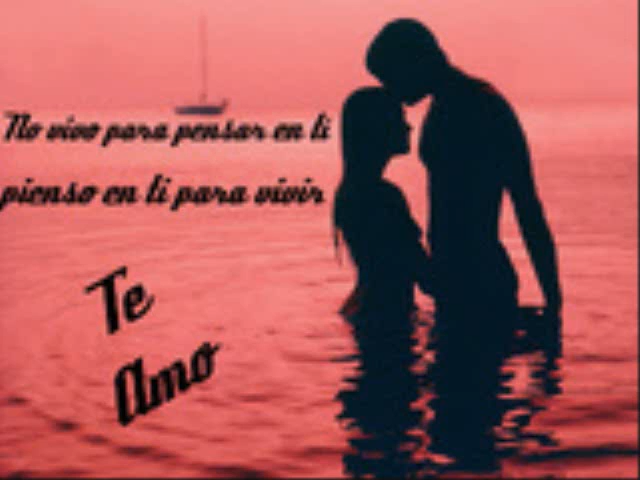 No vivo para pensar en ti
pienso en ti para vivir
Te
Amo